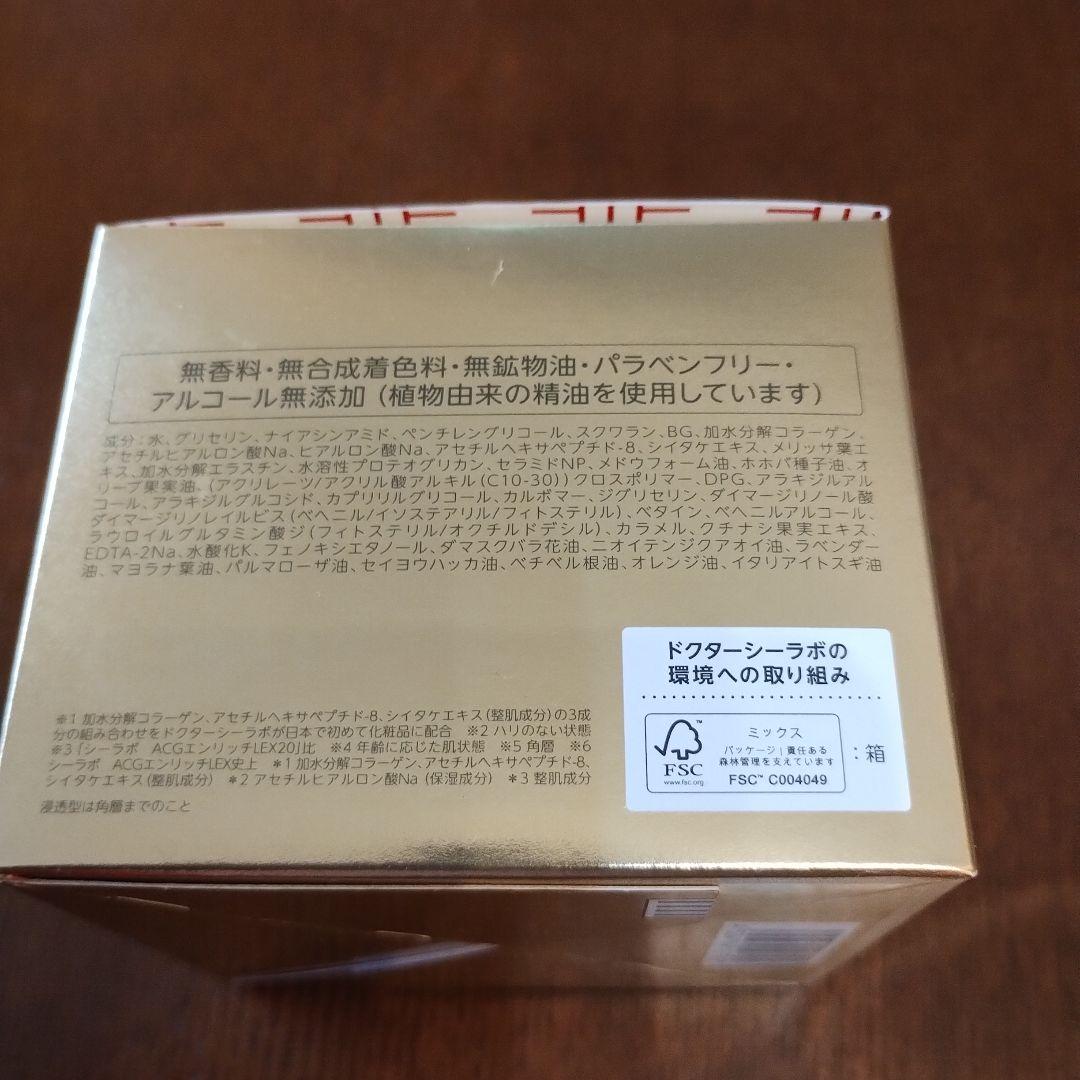 無香料・無合成着色料・無鉱物油・パラベンフリー・
アルコール無添加（植物由来の精油を使用しています）
成分：水、グリセリン、ナイアシンアミド、ペンチレングリコール、スクワラン、BG、加水分解コラーゲン、
アセチルヒアルロン酸Na、ヒアルロン酸Na、アセチルヘキサペプチド-8、シイタケエキス、メリッサ葉エ
キス、加水分解エラスチン、水溶性プロテオグリカン、セラミドNP、メドウフォーム油、ホホバ種子油、オ
リーブ果実油、（アクリレーツ/アクリル酸アルキル（C10-30））クロスポリマー、DPG、アラキジルアル
コール、アラキジルグルコシド、カプリリルグリコール、カルボマー、ジグリセリン、ダイマージリノール酸
ダイマージリノレイルビス（ベヘニル/イソステアリル/フィトステリル）、ベタイン、ベヘニルアルコール、
ラウロイルグルタミン酸ジ（フィトステリル/オクチルドデシル）、カラメル、クチナシ果実エキス、
EDTA-2Na、水酸化K、フェノキシエタノール、ダマスクバラ花油、ニオイテンジクアオイ油、ラベンダー
油、マヨラナ葉油、パルマローザ油、セイヨウハッカ油、ベチベル根油、オレンジ油、イタリアイトスギ油
※1 加水分解コラーゲン、アセチルヘキサペプチド-8、シイタケエキス（整肌成分）の3成
分の組み合わせをドクターシーラボが日本で初めて化粧品に配合　※2 ハリのない状態
※3「シーラボ　ACGエンリッチLEX20」比　※4 年齢に応じた肌状態　※5 角層　※6
シーラボ　ACGエンリッチLEX史上　＊1 加水分解コラーゲン、アセチルヘキサペプチド-8、
シイタケエキス（整肌成分）　＊2 アセチルヒアルロン酸Na（保湿成分）　＊3 整肌成分
浸透型は角層までのこと
ドクターシーラボの
環境への取り組み
FSC™
www.fsc.org
ミックス
パッケージ｜責任ある
森林管理を支えています
FSC™ C004049
：箱